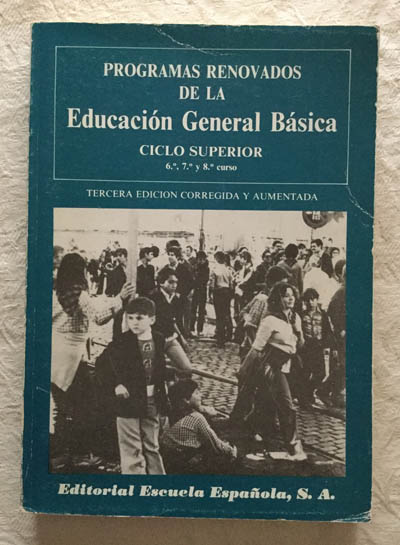 PROGRAMAS RENOVADOS
DE LA
Educación General Básica
CICLO SUPERIOR
6.º, 7.º y 8.º curso
TERCERA EDICION CORREGIDA Y AUMENTADA
Editorial Escuela Española, S. A.